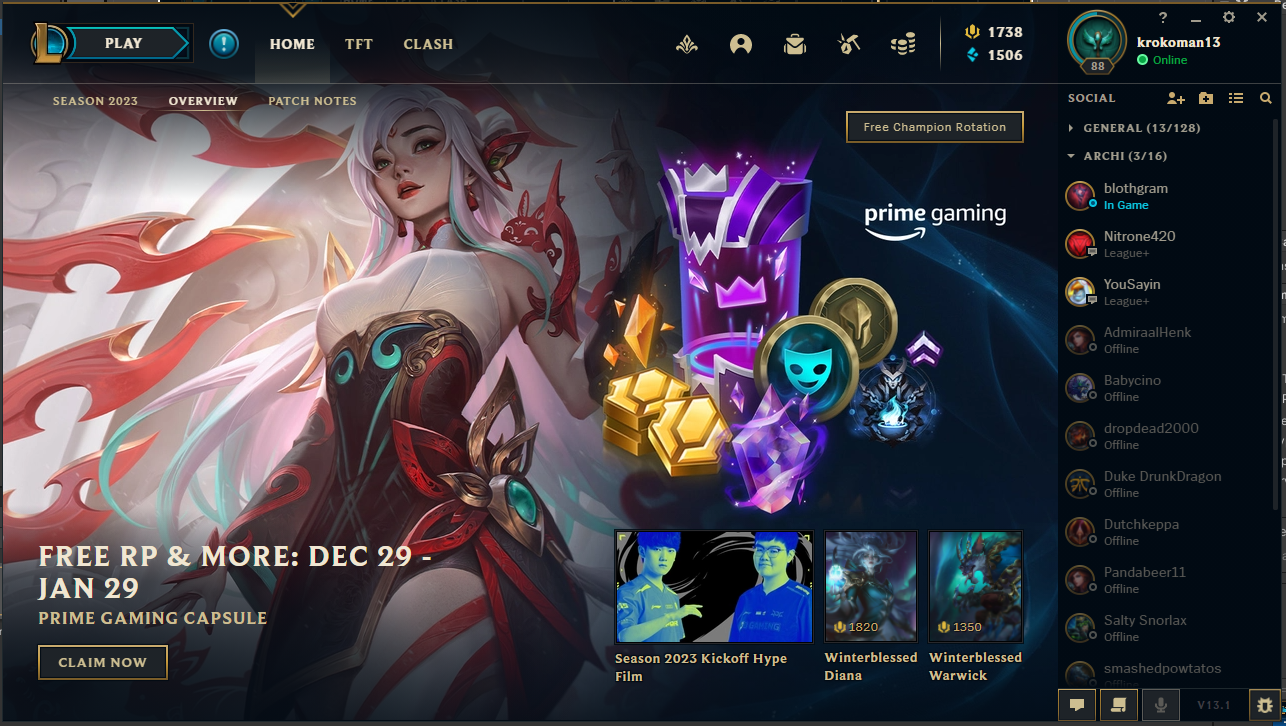 PLAY
HOME
TFT
CLASH
1738
1506
88
krokoman13
Online
SEASON 2023
OVERVIEW
PATCH NOTES
Free Champion Rotation
prime gaming
FREE RP & MORE: DEC 29 -
JAN 29
PRIME GAMING CAPSULE
CLAIM NOW
Season 2023 Kickoff Hype
Film
1820
Winterblessed
Diana
1350
Winterblessed
Warwick
SOCIAL
GENERAL (13/128)
ARCHI (3/16)
blothgram
In Game
Nitrone420
League+
YouSayin
League+
AdmiraalHenk
Offline
Babycino
Offline
dropdead2000
Offline
Duke DrunkDragon
Offline
Dutchkeppa
Offline
Pandabeer11
Offline
Salty Snorlax
Offline
smashedpowtatos
Offline
V13.1